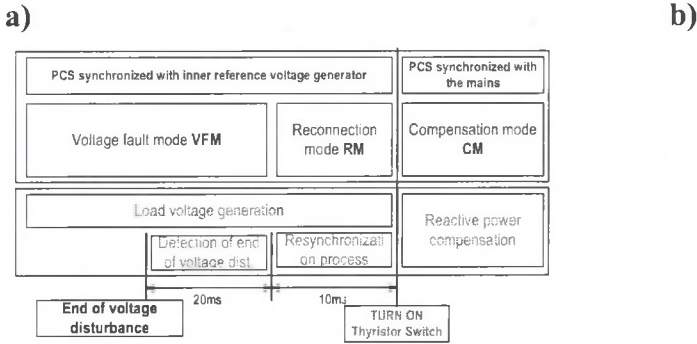 a)
b)
PCS synchronized with inner reference voltage generator
PCS synchronized with
the mains
Voltage fault mode VFM
Reconnection
mode RM
Compensation mode
CM
Load voltage generation
Reactive power
compensation
Detection of end
of voltage dist.
Resynchronizati
on process
20ms
10ms
End of voltage
disturbance
TURN ON
Thyristor Switch